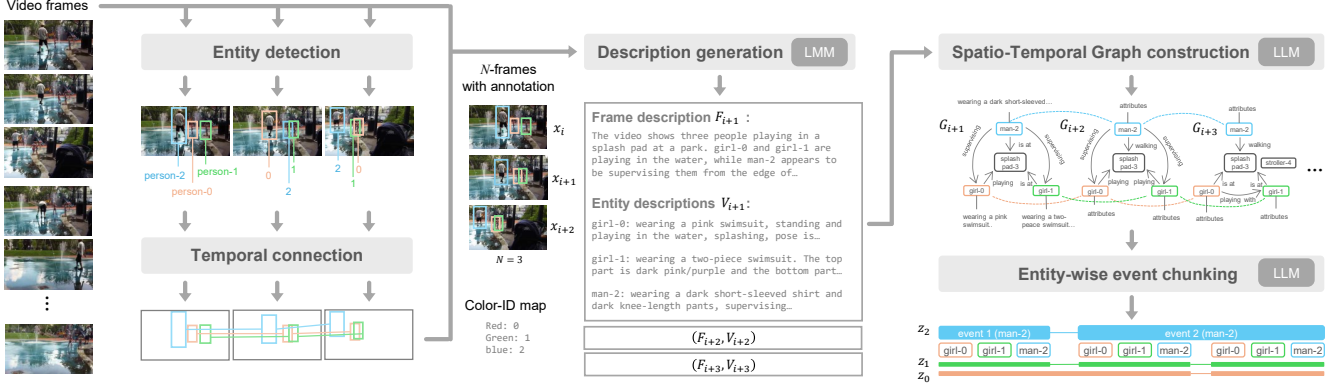 Video frames
Entity detection
person-2
person-1
person-0
0
1
2
2
0
1
Temporal connection
N-frames
with annotation
x_i
x_{i+1}
x_{i+2}
N = 3
Color-ID map
Red: 0
Green: 1
blue: 2
Description generation LMM
Frame description F_{i+1} :
The video shows three people playing in a
splash pad at a park. girl-0 and girl-1 are
playing in the water, while man-2 appears to
be supervising them from the edge of…
Entity descriptions V_{i+1}:
girl-0: wearing a pink swimsuit, standing and
playing in the water, splashing, pose is…
girl-1: wearing a two-piece swimsuit. The top
part is dark pink/purple and the bottom part…
man-2: wearing a dark short-sleeved shirt and
dark knee-length pants, supervising…
(F_{i+2}, V_{i+2})
(F_{i+3}, V_{i+3})
Spatio-Temporal Graph construction LLM
wearing a dark short-sleeved…
attributes
attributes
G_{i+1}
man-2
supervising
supervising
is at
splash
pad-3
playing
is at
girl-0
girl-1
wearing a pink
swimsuit..
wearing a two-
peace swimsuit…
G_{i+2}
man-2
supervising
supervising
walking
splash
pad-3
playing
playing
girl-0
girl-1
attributes
attributes
G_{i+3}
man-2
walking
splash
pad-3
stroller-4
is at
is at
girl-0
girl-1
playing with
attributes
attributes
...
Entity-wise event chunking LLM
z_2
event 1 (man-2)
event 2 (man-2)
girl-0 girl-1 man-2
girl-0 girl-1 man-2
girl-0 girl-1 man-2
z_1
z_0